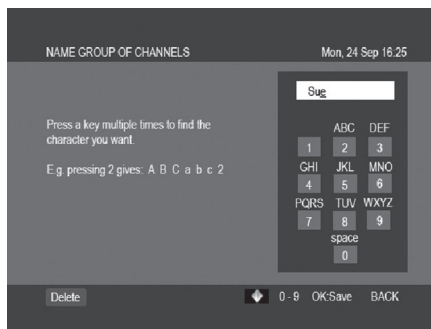 NAME GROUP OF CHANNELS Mon, 24 Sep 16:25
Sue
Press a key multiple times to find the
character you want.
E.g. pressing 2 gives: A B C a b c 2
ABC DEF
1 2 3
GHI JKL MNO
4 5 6
PQRS TUV WXYZ
7 8 9
space
0
Delete 0 - 9 OK:Save BACK